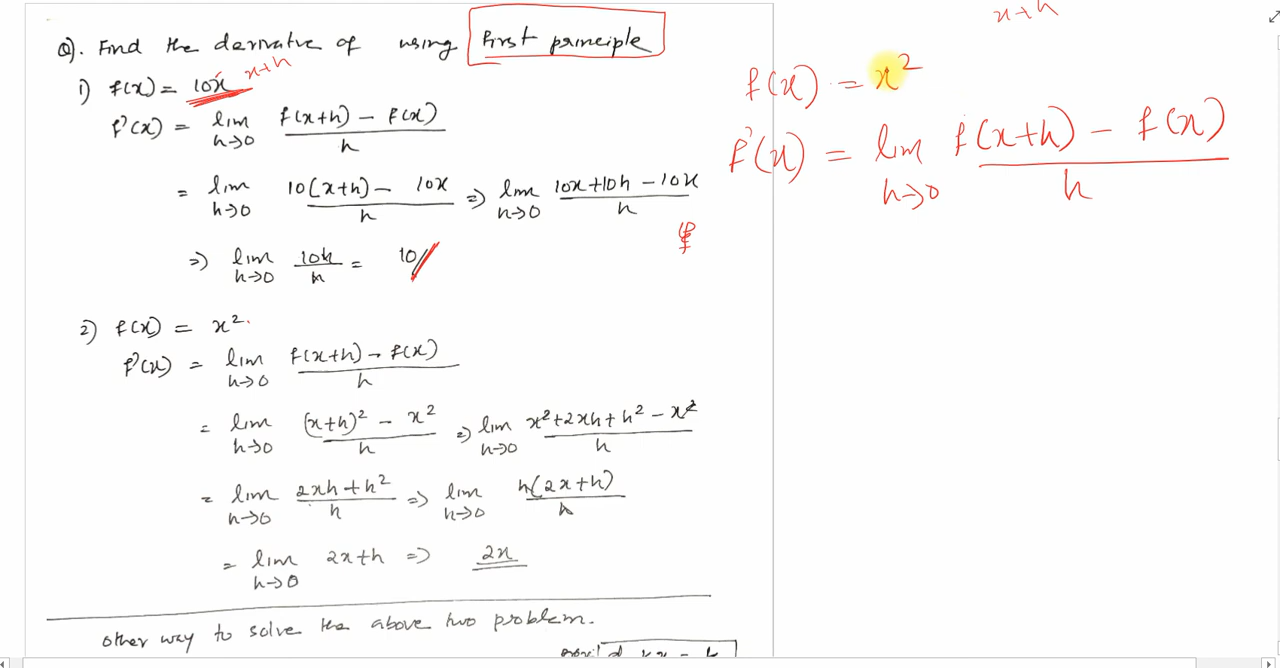 Q). Find the derivative of using First principle
1) f(x) = 10x x+h
f'(x) = lim h→0 f(x+h) - f(x) / h
= lim h→0 10(x+h) - 10x / h ⇒ lim h→0 10x+10h-10x / h
⇒ lim h→0 10h / h = 10
2) f(x) = x²
f'(x) = lim h→0 f(x+h) - f(x) / h
= lim h→0 (x+h)² - x² / h ⇒ lim h→0 x²+2xh+h²-x² / h
= lim h→0 2xh+h² / h ⇒ lim h→0 h(2x+h) / h
= lim h→0 2x+h ⇒ 2x
other way to solve the above two problem.
x+h
f(x) = x²
f'(x) = lim h→0 f(x+h) - f(x) / h